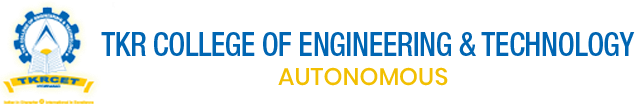 TKR COLLEGE OF ENGINEERING & TECHNOLOGY
AUTONOMOUS
TKRCET